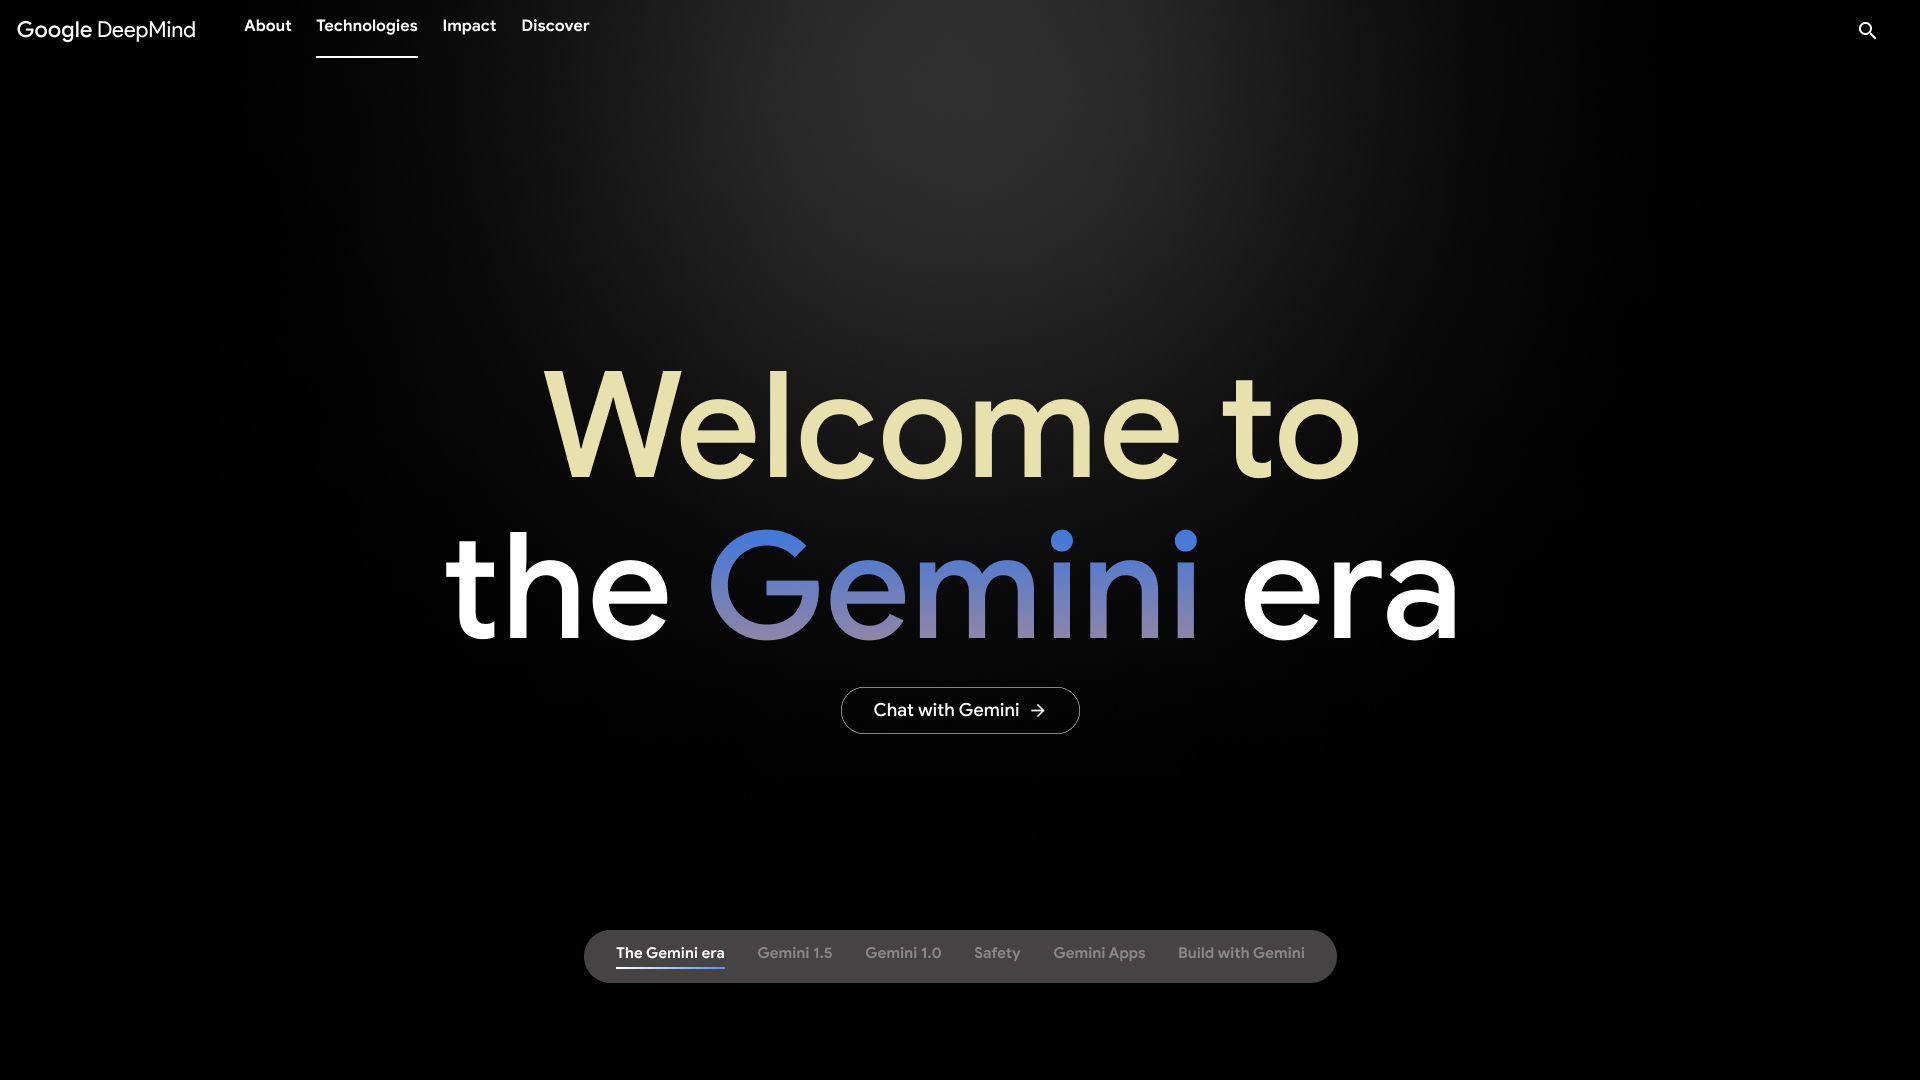 Google DeepMind About Technologies Impact Discover
Welcome to
the Gemini era
Chat with Gemini
The Gemini era Gemini 1.5 Gemini 1.0 Safety Gemini Apps Build with Gemini